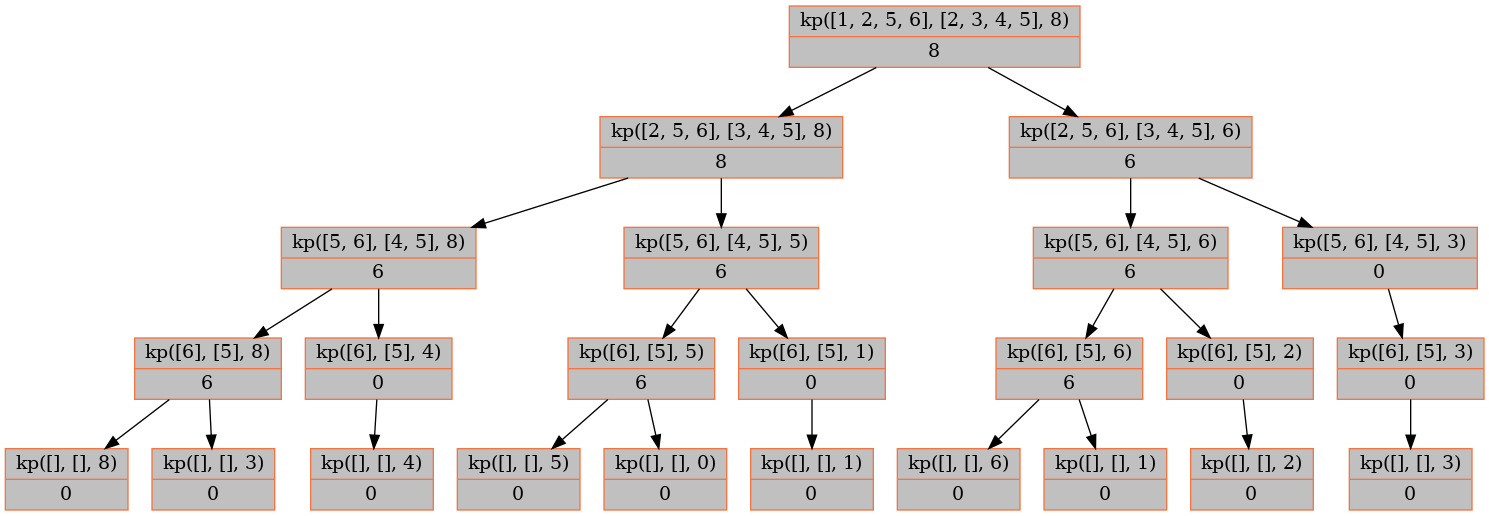 kp([1, 2, 5, 6], [2, 3, 4, 5], 8)
8
kp([2, 5, 6], [3, 4, 5], 8)
8
kp([2, 5, 6], [3, 4, 5], 6)
6
kp([5, 6], [4, 5], 8)
6
kp([5, 6], [4, 5], 5)
6
kp([5, 6], [4, 5], 6)
6
kp([5, 6], [4, 5], 3)
0
kp([6], [5], 8)
6
kp([6], [5], 4)
0
kp([6], [5], 5)
6
kp([6], [5], 1)
0
kp([6], [5], 6)
6
kp([6], [5], 2)
0
kp([6], [5], 3)
0
kp([], [], 8)
0
kp([], [], 3)
0
kp([], [], 4)
0
kp([], [], 5)
0
kp([], [], 0)
0
kp([], [], 1)
0
kp([], [], 6)
0
kp([], [], 1)
0
kp([], [], 2)
0
kp([], [], 3)
0